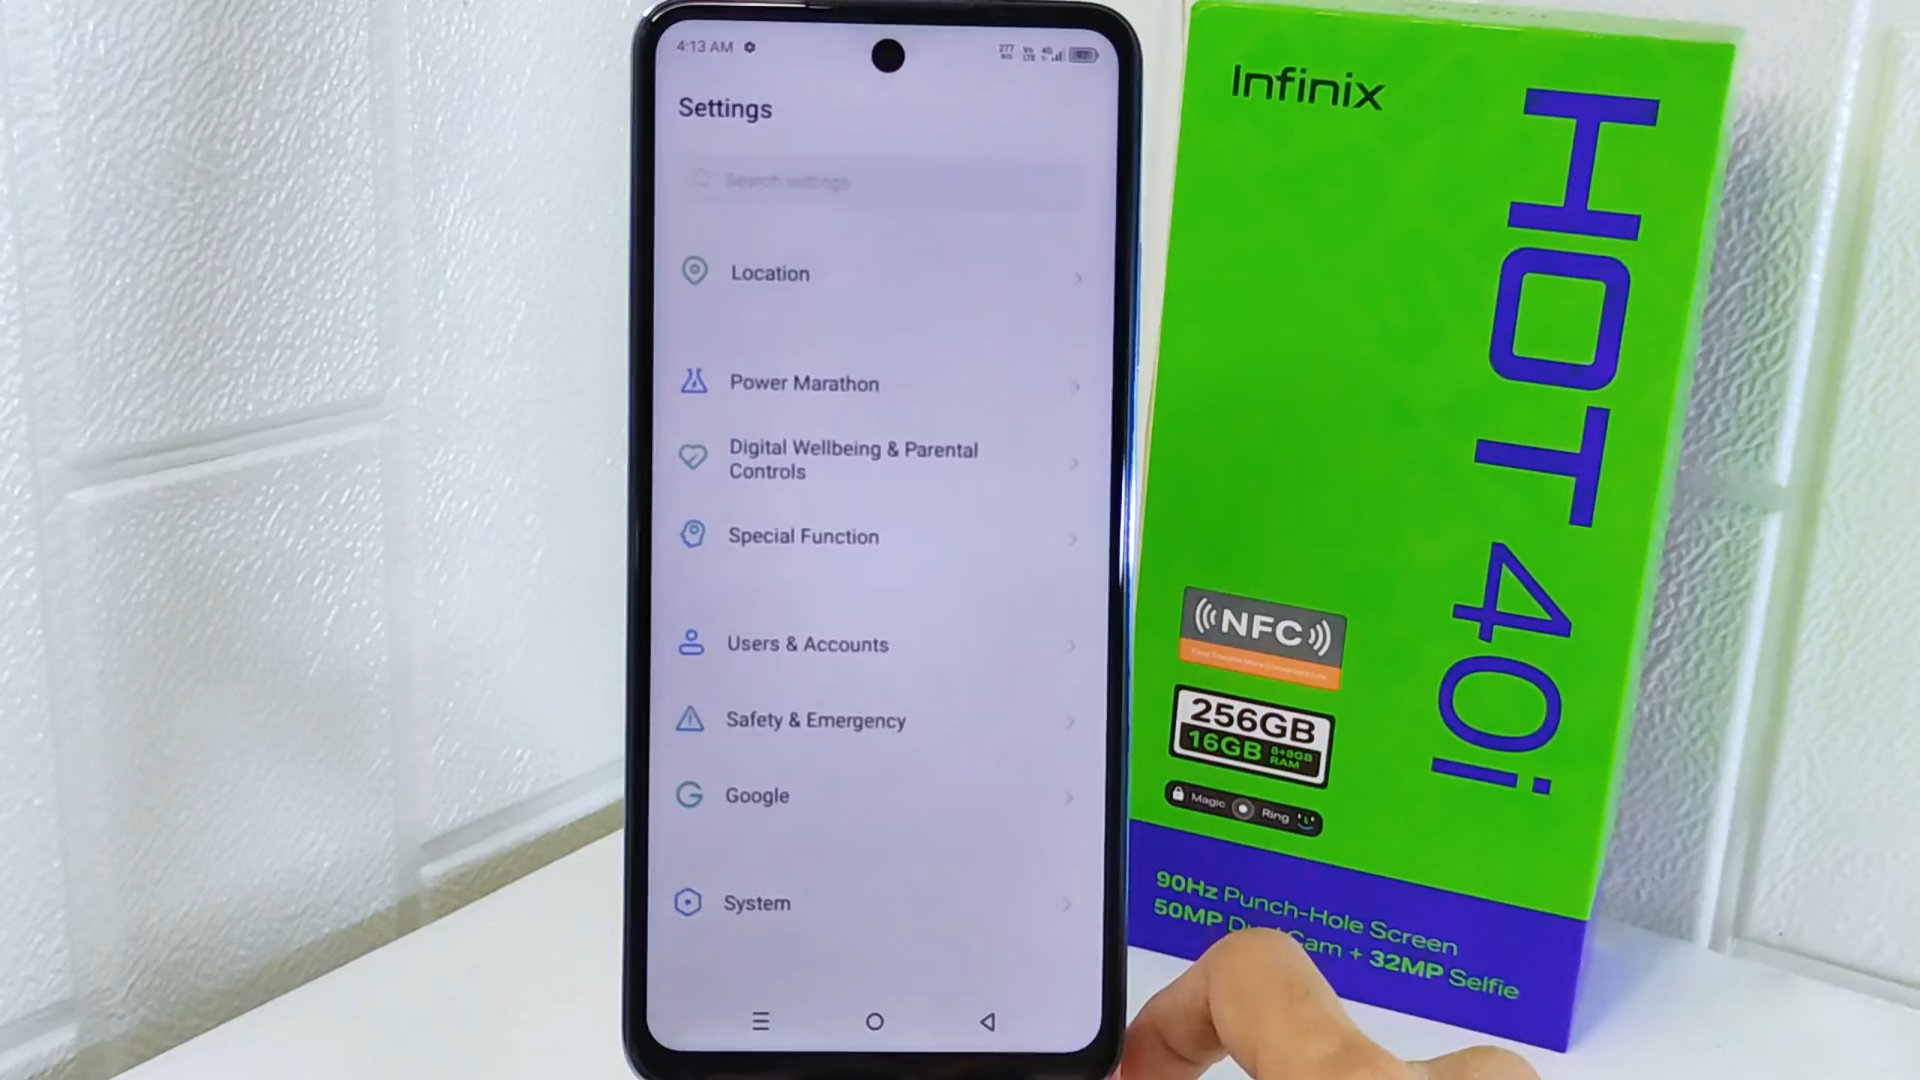 4:13 AM
Settings
Search settings
Location
Power Marathon
Digital Wellbeing & Parental
Controls
Special Function
Users & Accounts
Safety & Emergency
Google
System
Infinix
HOT 40i
NFC
256GB
16GB 8+8GB
RAM
Magic Ring
90Hz Punch-Hole Screen
50MP Cam + 32MP Selfie